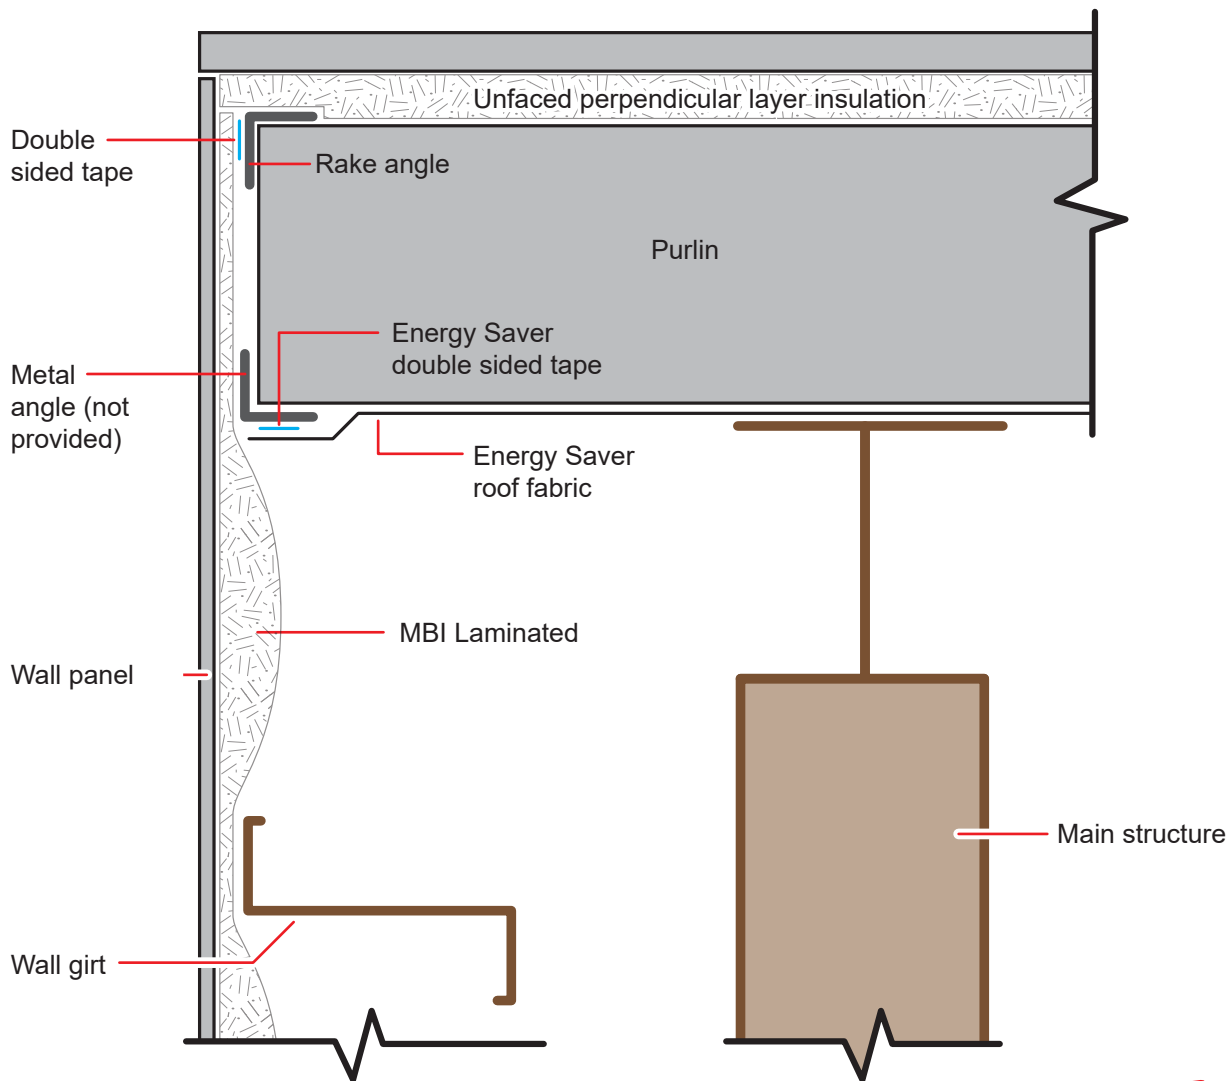 Unfaced perpendicular layer insulation
Double
sided tape
Rake angle
Purlin
Energy Saver
double sided tape
Metal
angle (not
provided)
Energy Saver
roof fabric
MBI Laminated
Wall panel
Main structure
Wall girt